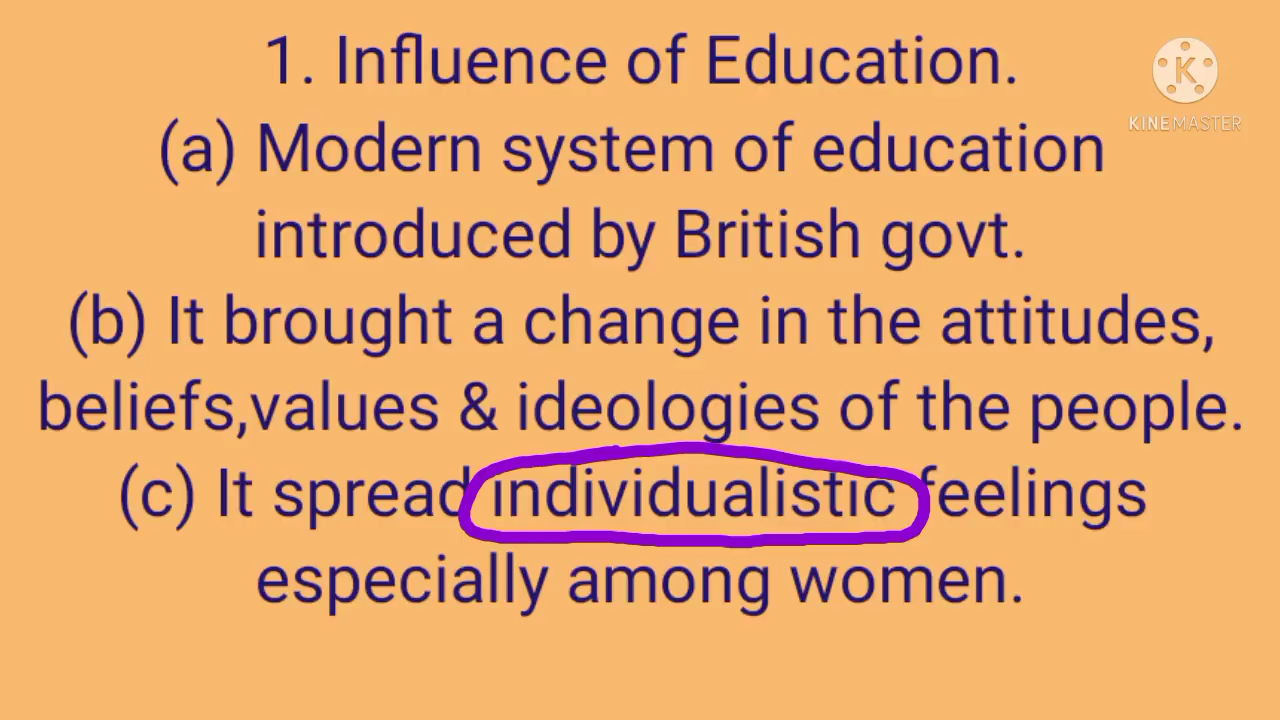 1. Influence of Education.
(a) Modern system of education
introduced by British govt.
(b) It brought a change in the attitudes,
beliefs,values & ideologies of the people.
(c) It spread individualistic feelings
especially among women.
K
KINEMASTER